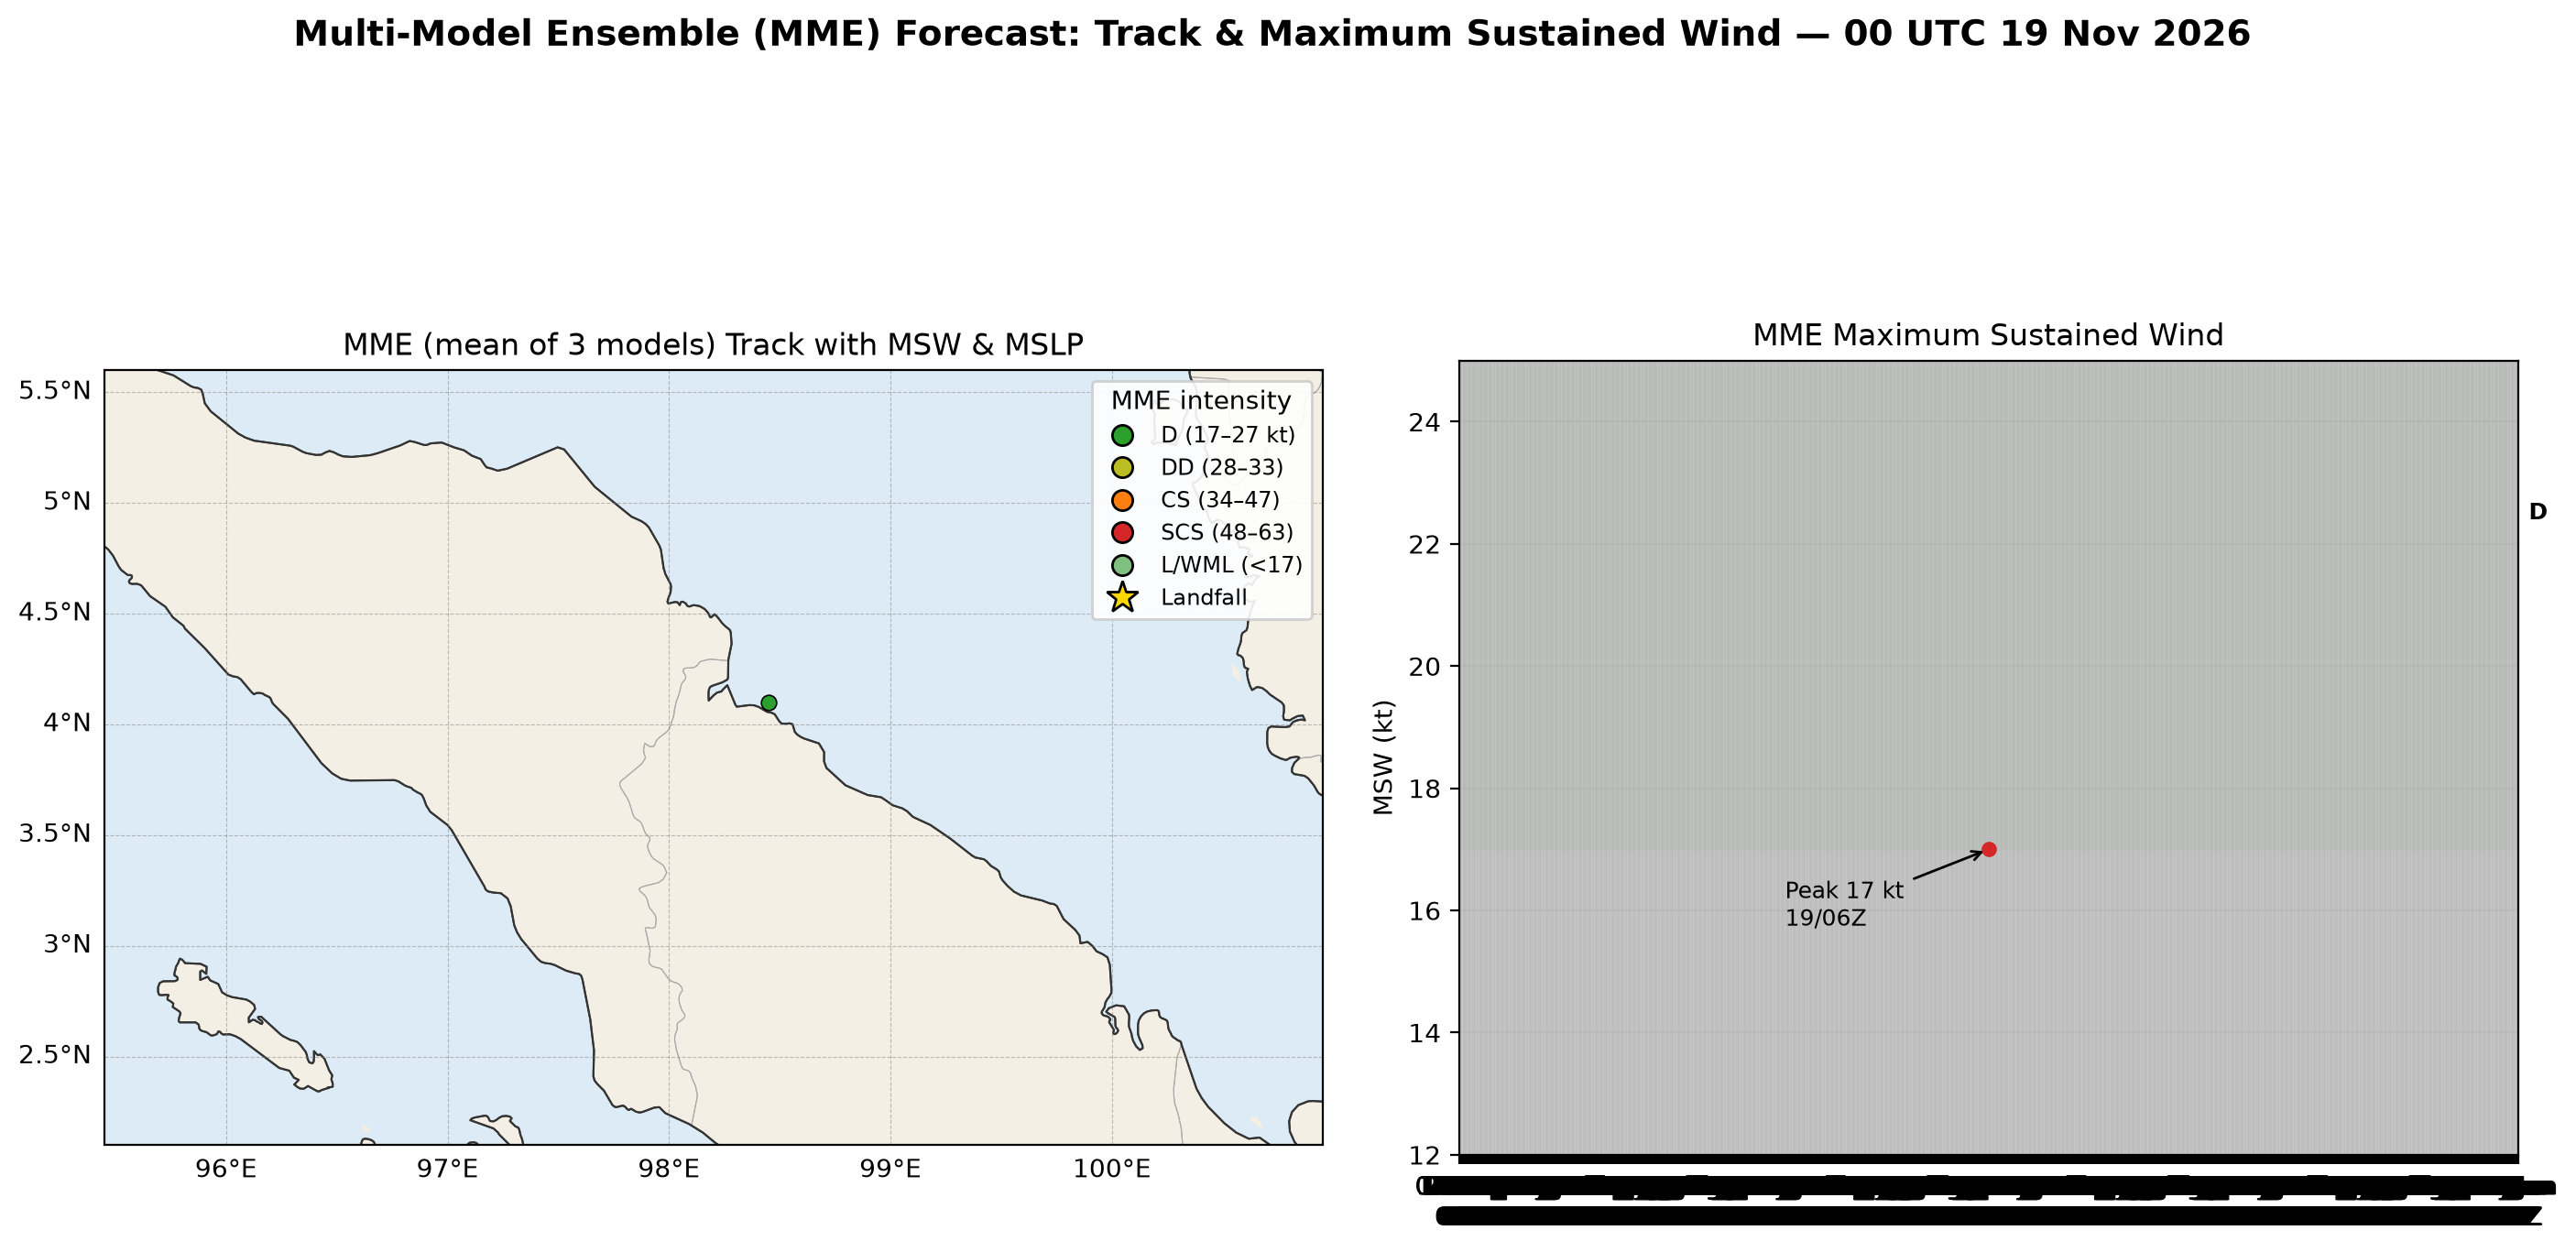 Multi-Model Ensemble (MME) Forecast: Track & Maximum Sustained Wind — 00 UTC 19 Nov 2026
MME (mean of 3 models) Track with MSW & MSLP
5.5°N
5°N
4.5°N
4°N
3.5°N
3°N
2.5°N
96°E
97°E
98°E
99°E
100°E
MME intensity
D (17–27 kt)
DD (28–33)
CS (34–47)
SCS (48–63)
L/WML (<17)
Landfall
MME Maximum Sustained Wind
MSW (kt)
24
22
20
18
16
14
12
D
Peak 17 kt
19/06Z